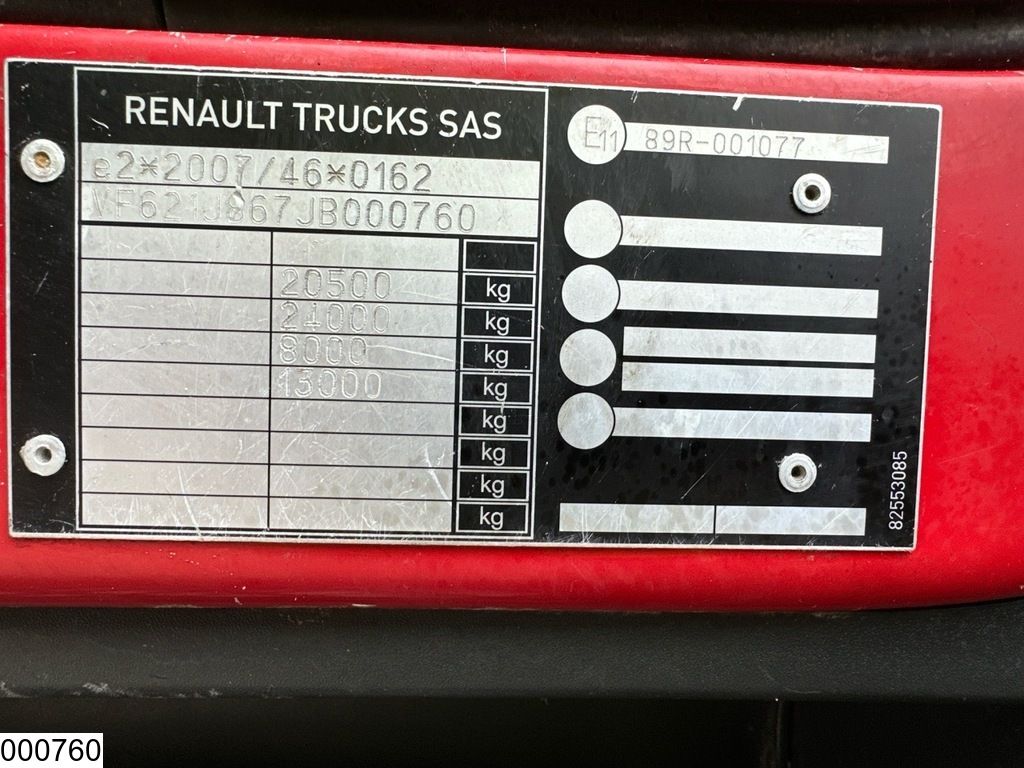 RENAULT TRUCKS SAS
e2*2007/46*0162
VF621J867JB000760
20500 kg
21000 kg
8000 kg
13000 kg
kg
kg
kg
kg
E11 89R-001077
82553085
000760